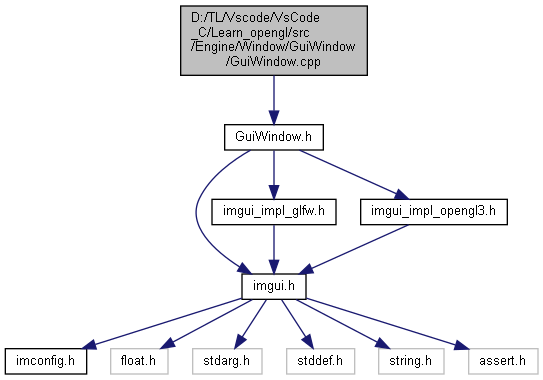 D:/TL/Vscode/VsCode
_C/Learn_opengl/src
/Engine/Window/GuiWindow
/GuiWindow.cpp
GuiWindow.h
imgui_impl_glfw.h
imgui_impl_opengl3.h
imgui.h
imconfig.h
float.h
stdarg.h
stddef.h
string.h
assert.h